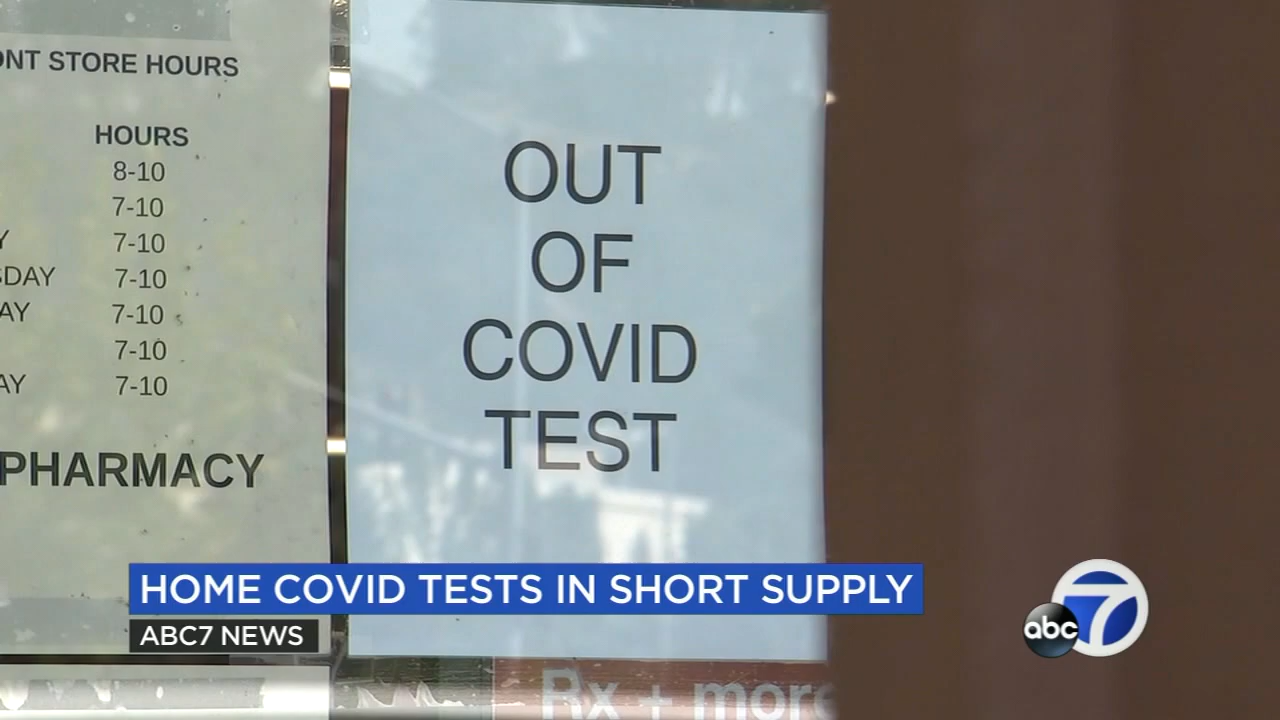 ONT STORE HOURS
HOURS
8-10
7-10
Y 7-10
SDAY 7-10
AY 7-10
7-10
AY 7-10
PHARMACY
OUT
OF
COVID
TEST
HOME COVID TESTS IN SHORT SUPPLY
ABC7 NEWS
abc 7
Rx + more